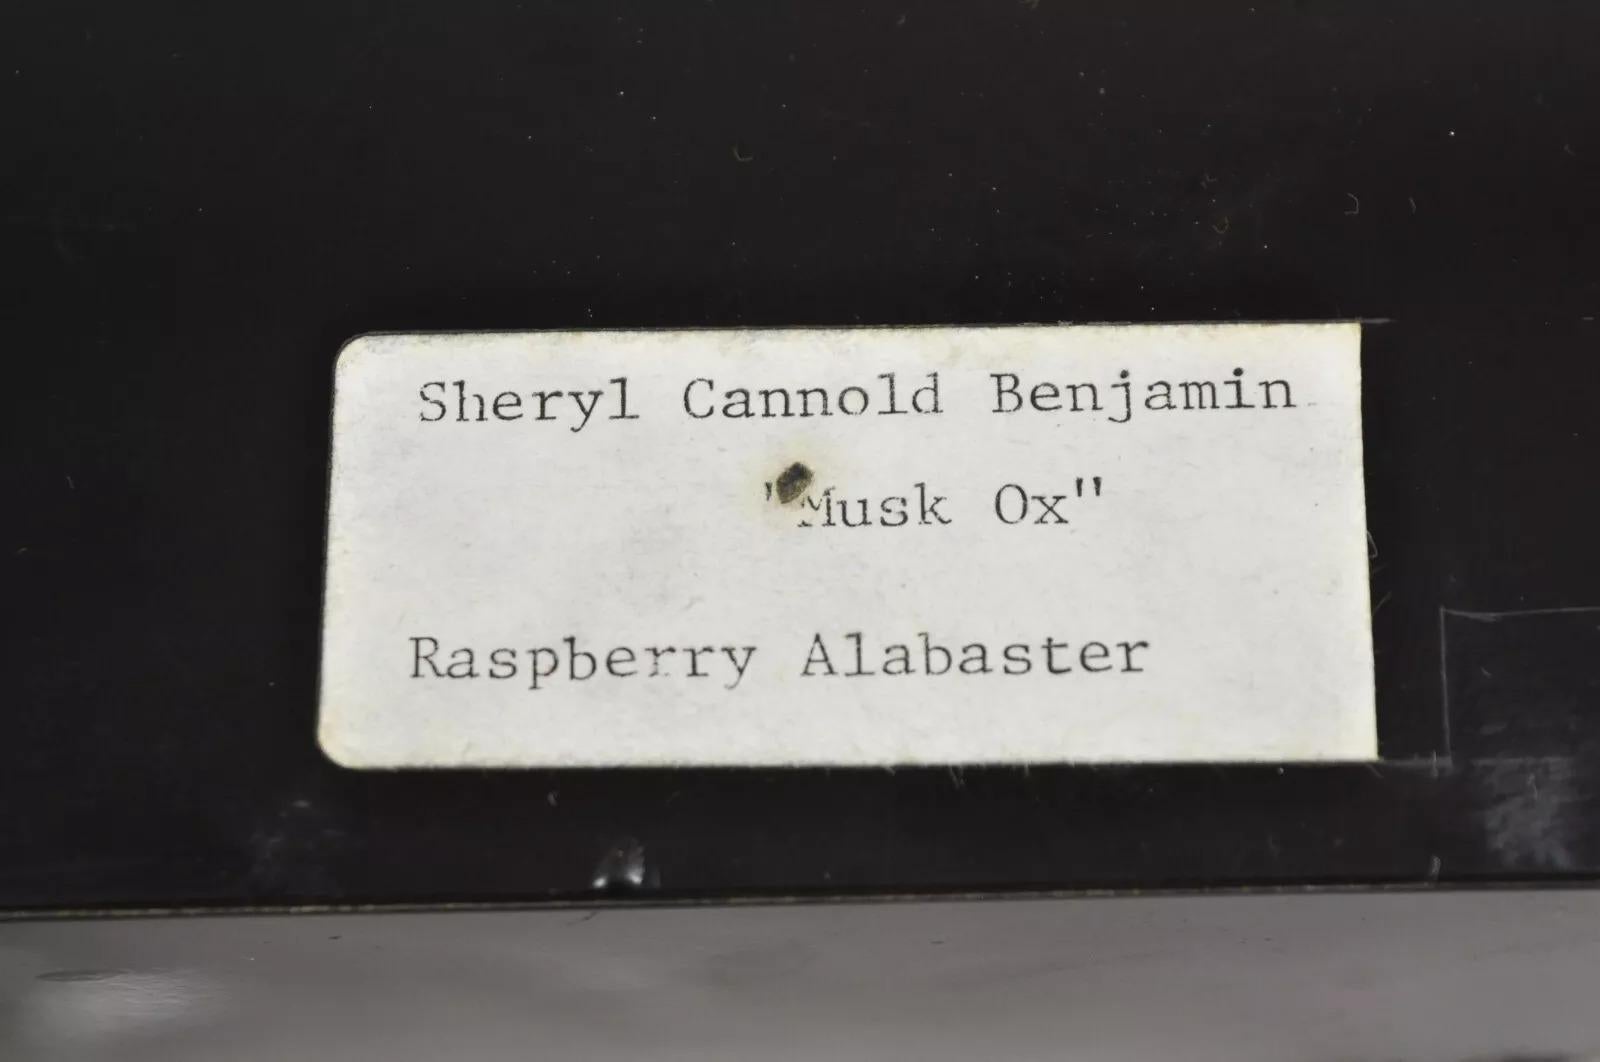 Sheryl Cannold Benjamin
"Musk Ox"
Raspberry Alabaster